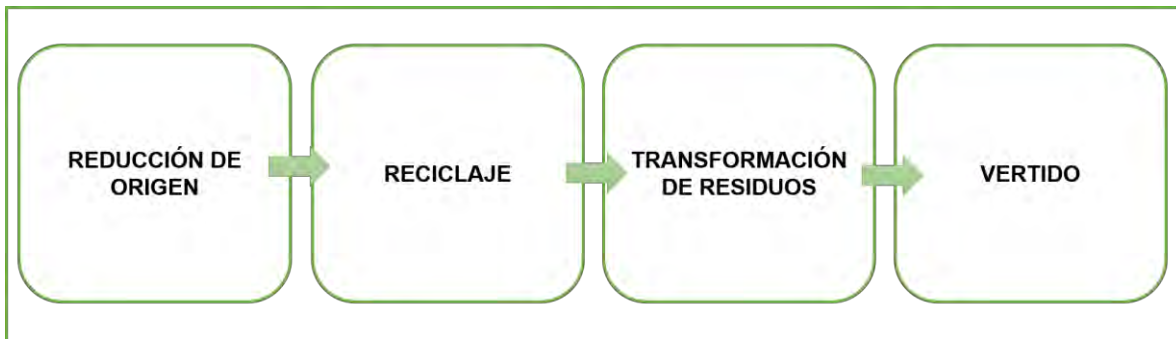 REDUCCIÓN DE
ORIGEN
RECICLAJE
TRANSFORMACIÓN
DE RESIDUOS
VERTIDO